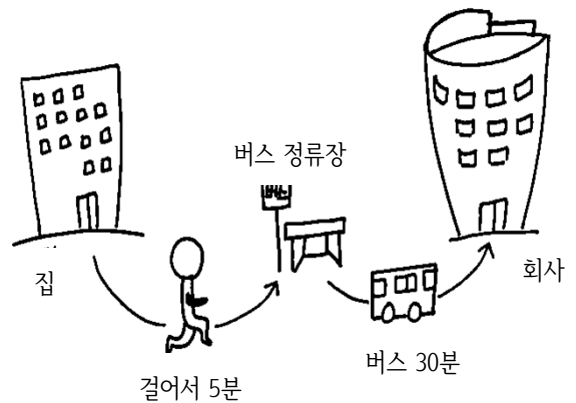 버스 정류장
집
회사
버스 30분
걸어서 5분